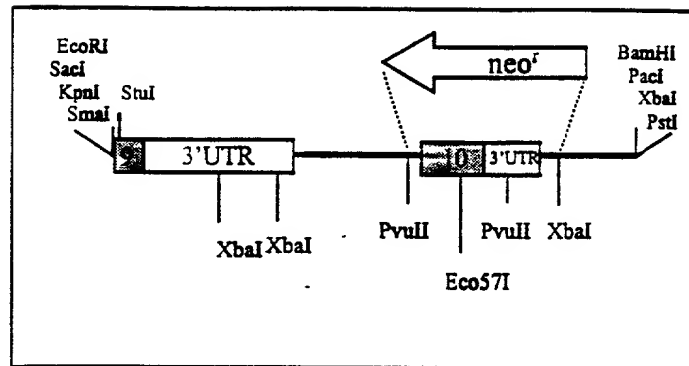 EcoRI
SacI
KpnI StuI
SmaI
neoʳ
BamHI
PacI
XbaI
PstI
9 3'UTR
10 3'UTR
XbaI XbaI
PvuII
PvuII XbaI
Eco57I